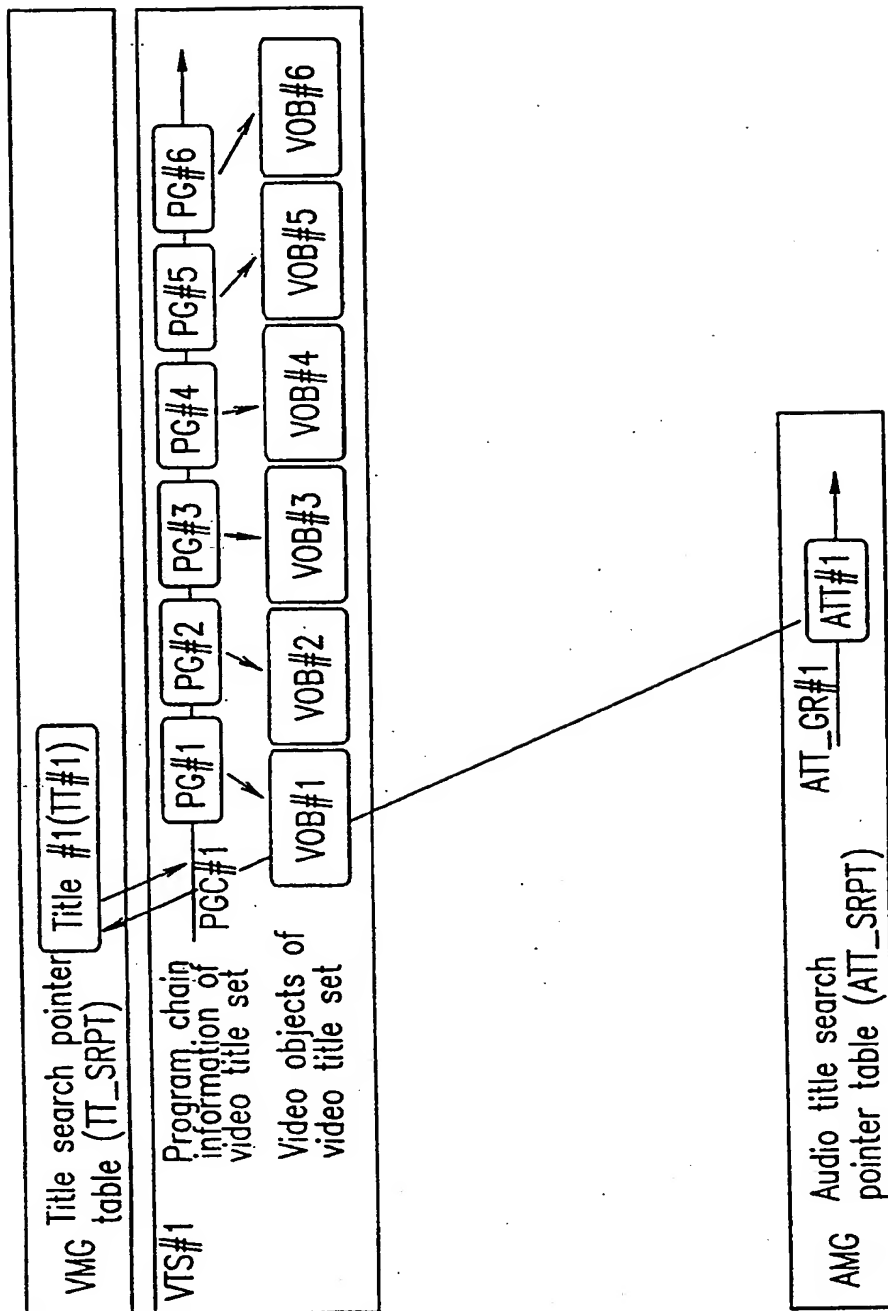 VMG
Title search pointer
table (TT_SRPT)
Title #1(TT#1)
VTS#1
Program chain
information of
video title set
PGC#1
PG#1
PG#2
PG#3
PG#4
PG#5
PG#6
Video objects of
video title set
VOB#1
VOB#2
VOB#3
VOB#4
VOB#5
VOB#6
AMG
Audio title search
pointer table (ATT_SRPT)
ATT_GR#1
ATT#1